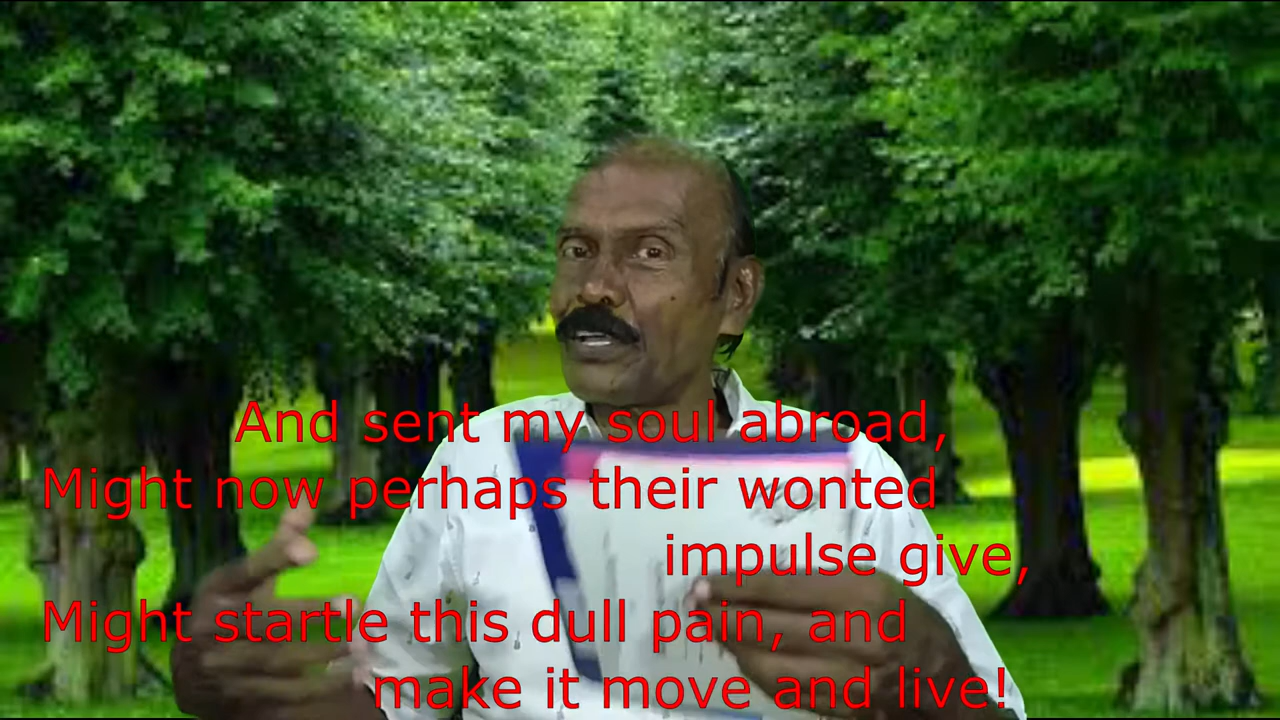 And sent my soul abroad,
Might now perhaps their wonted
impulse give,
Might startle this dull pain, and
make it move and live!